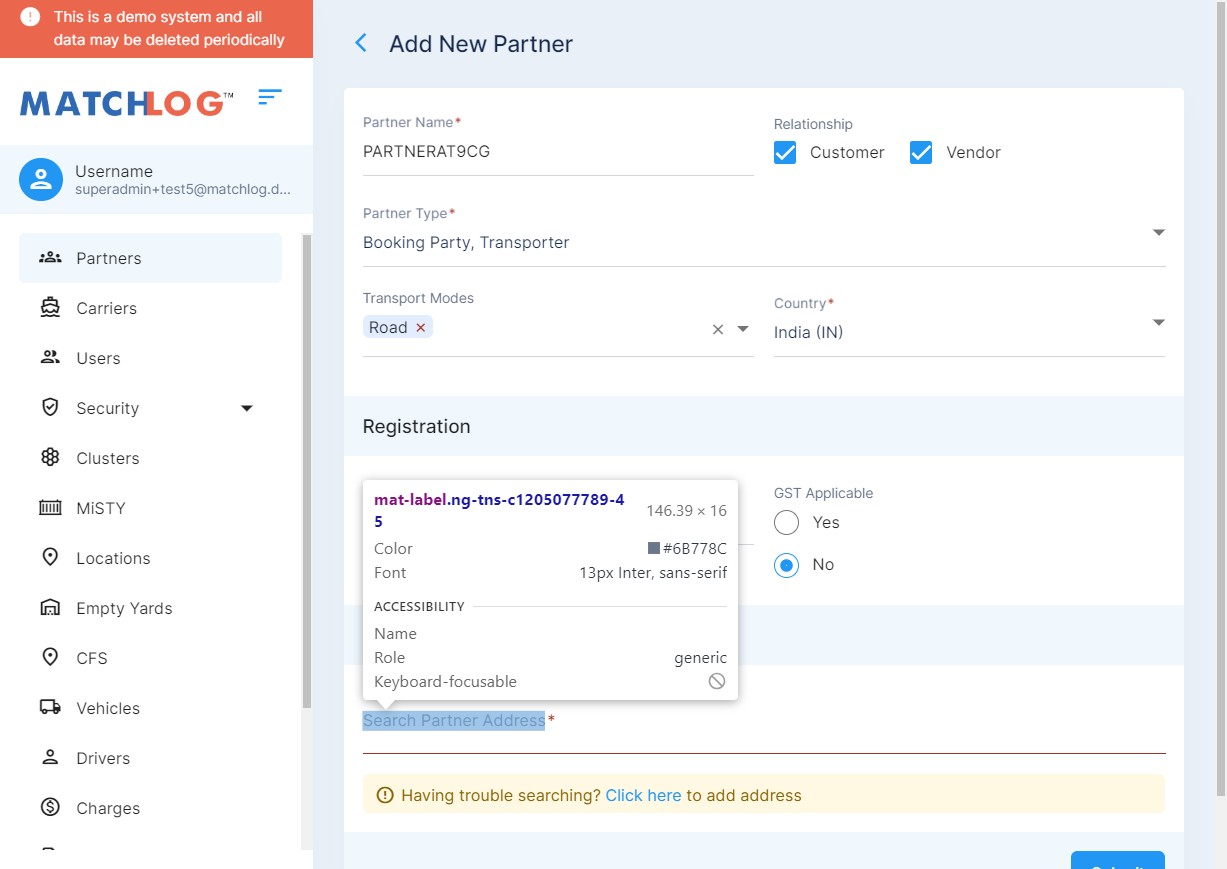 This is a demo system and all
data may be deleted periodically
MATCHLOG™
Username
superadmin+test5@matchlog.d...
Partners
Carriers
Users
Security
Clusters
MiSTY
Locations
Empty Yards
CFS
Vehicles
Drivers
Charges
Add New Partner
Partner Name*
PARTNERAT9CG
Relationship
Customer
Vendor
Partner Type*
Booking Party, Transporter
Transport Modes
Road ×
Country*
India (IN)
Registration
mat-label.ng-tns-c1205077789-4
5
146.39 × 16
Color
#6B778C
Font
13px Inter, sans-serif
ACCESSIBILITY
Name
Role
generic
Keyboard-focusable
GST Applicable
Yes
No
Search Partner Address*
Having trouble searching? Click here to add address